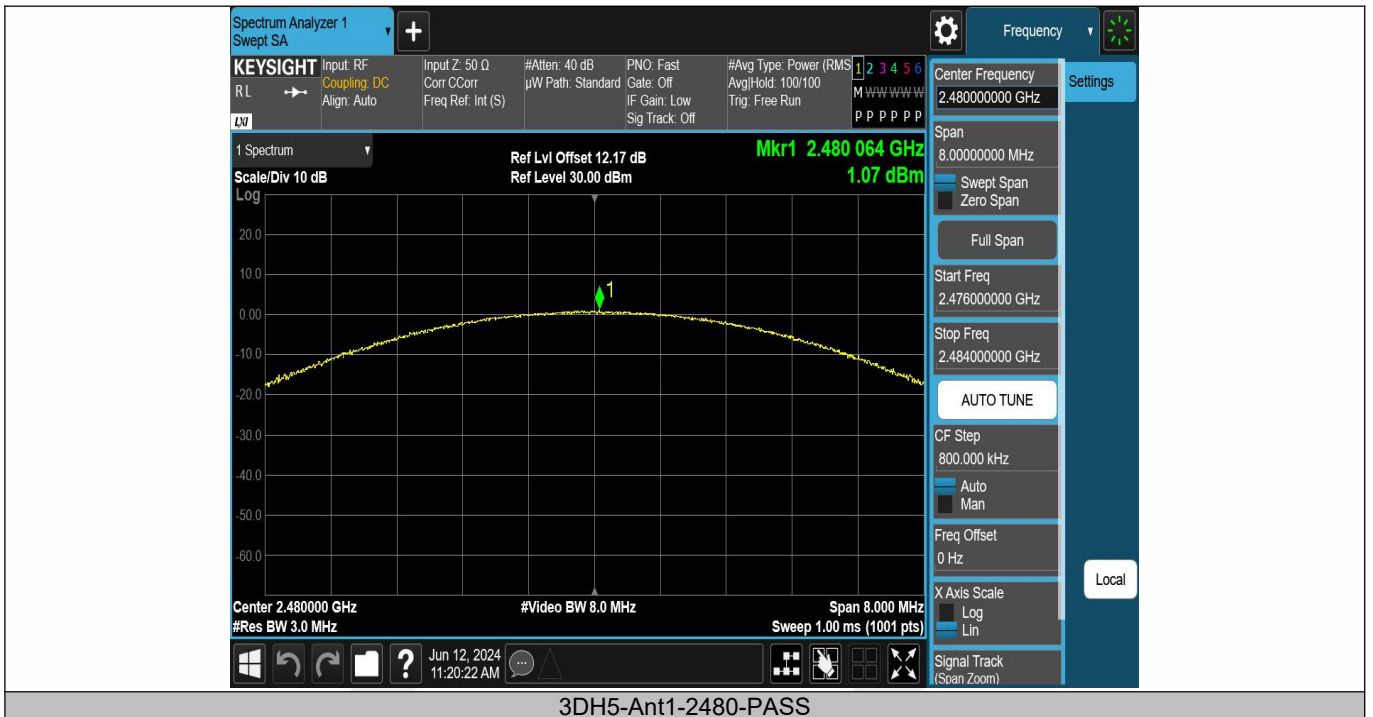 Spectrum Analyzer 1
Swept SA
Frequency
KEYSIGHT
RL
LXI
Input: RF
Coupling: DC
Align: Auto
Input Z: 50 Ω
Corr CCorr
Freq Ref: Int (S)
#Atten: 40 dB
µW Path: Standard
PNO: Fast
Gate: Off
IF Gain: Low
Sig Track: Off
#Avg Type: Power (RMS
Avg|Hold: 100/100
Trig: Free Run
1 2 3 4 5 6
M W W W W W
P P P P P P
1 Spectrum
Scale/Div 10 dB
Log
Ref Lvl Offset 12.17 dB
Ref Level 30.00 dBm
Mkr1 2.480 064 GHz
1.07 dBm
20.0
10.0
0.00
-10.0
-20.0
-30.0
-40.0
-50.0
-60.0
1
Center 2.480000 GHz
#Res BW 3.0 MHz
#Video BW 8.0 MHz
Span 8.000 MHz
Sweep 1.00 ms (1001 pts)
Jun 12, 2024
11:20:22 AM
Center Frequency
2.480000000 GHz
Settings
Span
8.00000000 MHz
Swept Span
Zero Span
Full Span
Start Freq
2.476000000 GHz
Stop Freq
2.484000000 GHz
AUTO TUNE
CF Step
800.000 kHz
Auto
Man
Freq Offset
0 Hz
Local
X Axis Scale
Log
Lin
Signal Track
(Span Zoom)
3DH5-Ant1-2480-PASS